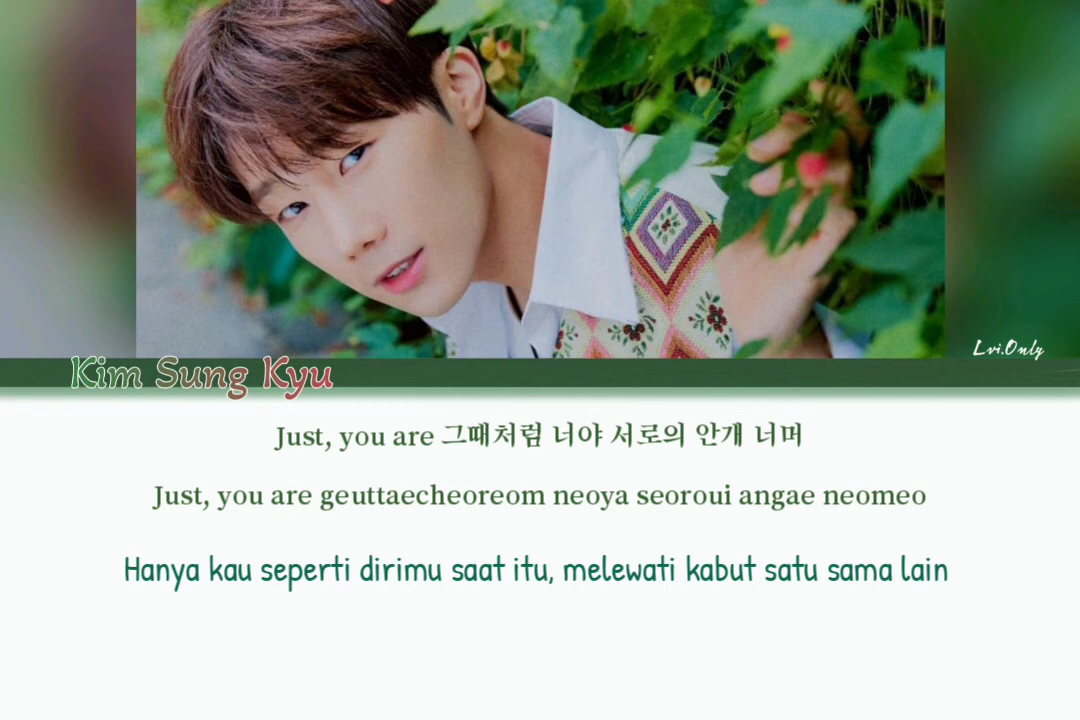 Lvi.Only
Kim Sung Kyu
Just, you are 그때처럼 너야 서로의 안개 너머
Just, you are geuttaecheoreom neoya seoroui angae neomeo
Hanya kau seperti dirimu saat itu, melewati kabut satu sama lain